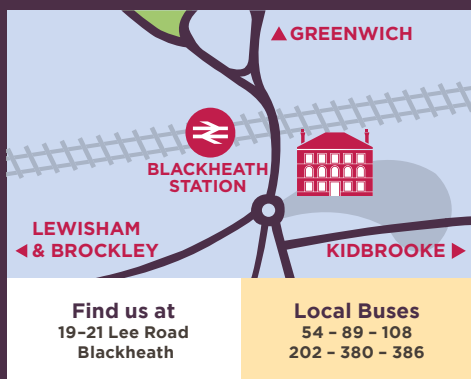 ▲ GREENWICH
BLACKHEATH
STATION
LEWISHAM
◀ & BROCKLEY
KIDBROOKE ▶
Find us at
19–21 Lee Road
Blackheath
Local Buses
54 – 89 – 108
202 – 380 – 386